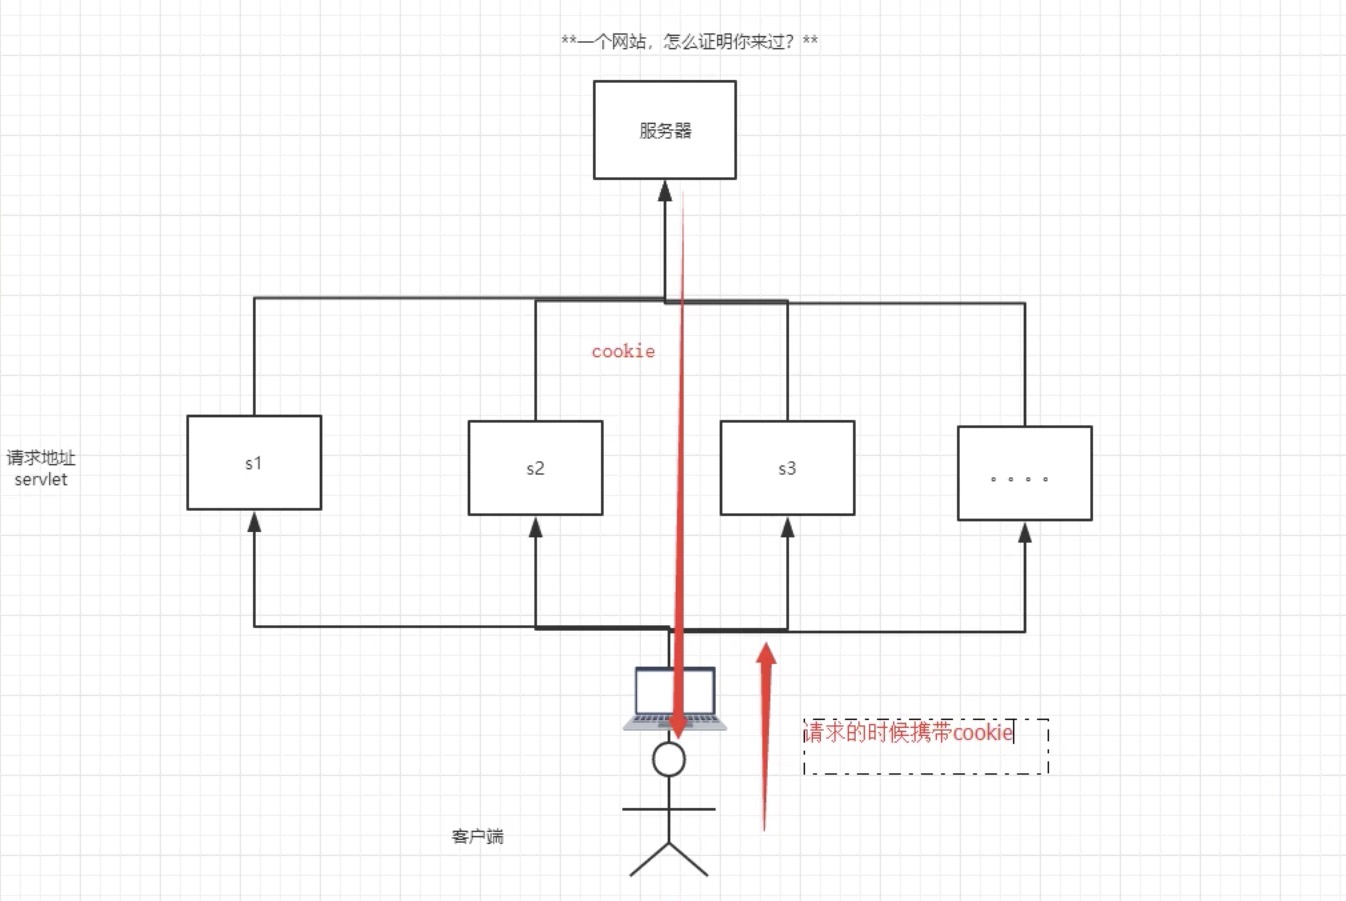 **一个网站，怎么证明你来过？**
服务器
cookie
请求地址
servlet
s1
s2
s3
。。。。
请求的时候携带cookie
客户端